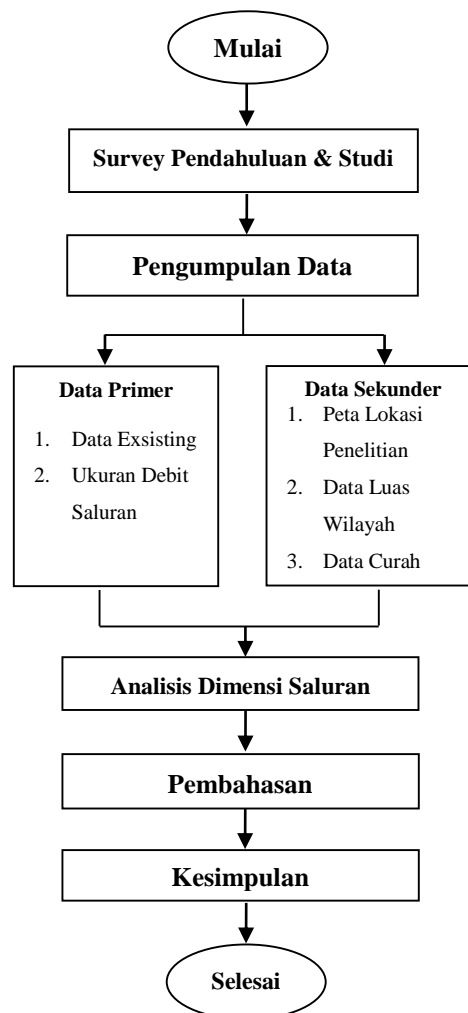 Mulai
Survey Pendahuluan & Studi
Pengumpulan Data
Data Primer
1. Data Exsisting
2. Ukuran Debit
Saluran
Data Sekunder
1. Peta Lokasi
Penelitian
2. Data Luas
Wilayah
3. Data Curah
Analisis Dimensi Saluran
Pembahasan
Kesimpulan
Selesai